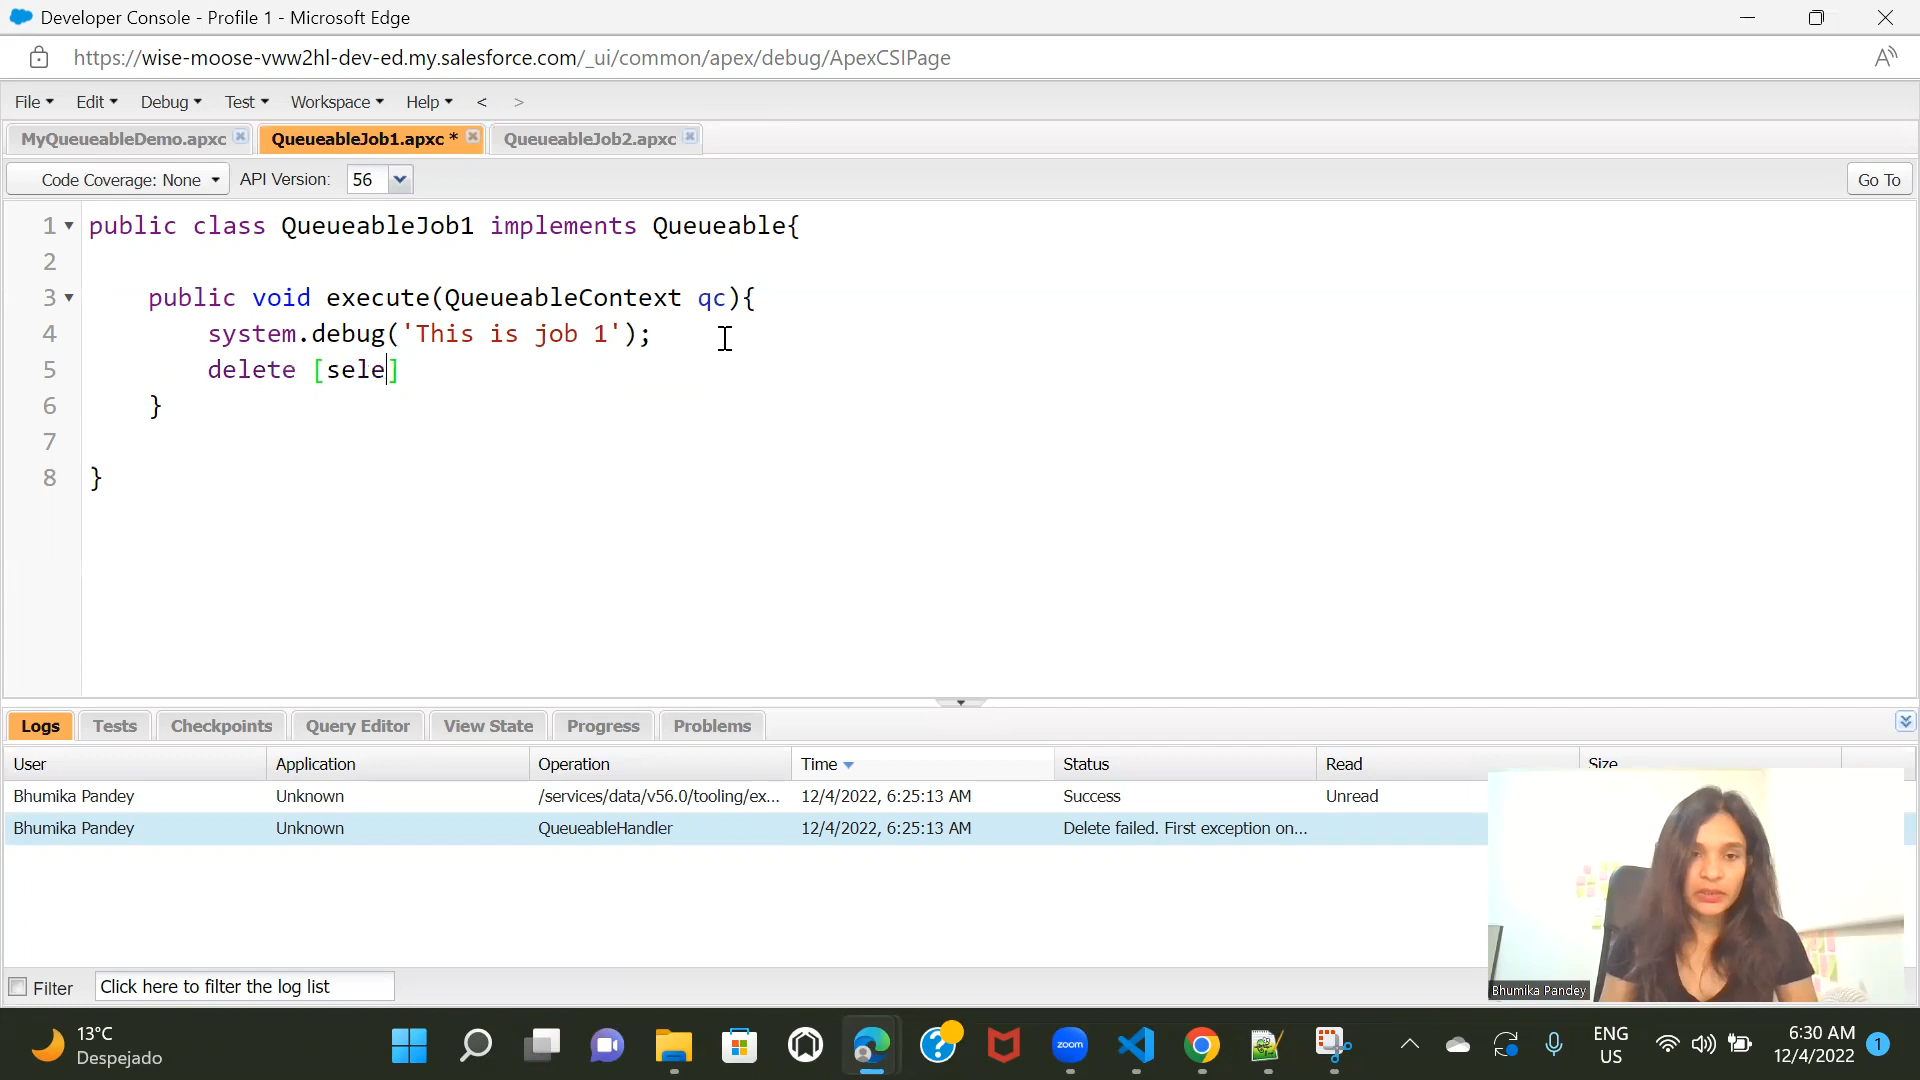 Developer Console - Profile 1 - Microsoft Edge
https://wise-moose-vww2hl-dev-ed.my.salesforce.com/_ui/common/apex/debug/ApexCSIPage
File Edit Debug Test Workspace Help < >
MyQueueableDemo.apxc QueueableJob1.apxc * QueueableJob2.apxc
Code Coverage: None API Version: 56 Go To
1 public class QueueableJob1 implements Queueable{
2
3 public void execute(QueueableContext qc){
4 system.debug('This is job 1');
5 delete [sele]
6 }
7
8 }
Logs Tests Checkpoints Query Editor View State Progress Problems
User Application Operation Time Status Read Size
Bhumika Pandey Unknown /services/data/v56.0/tooling/ex... 12/4/2022, 6:25:13 AM Success Unread
Bhumika Pandey Unknown QueueableHandler 12/4/2022, 6:25:13 AM Delete failed. First exception on...
Bhumika Pandey
Filter Click here to filter the log list
13°C
Despejado
zoom
ENG
US
6:30 AM
12/4/2022
1